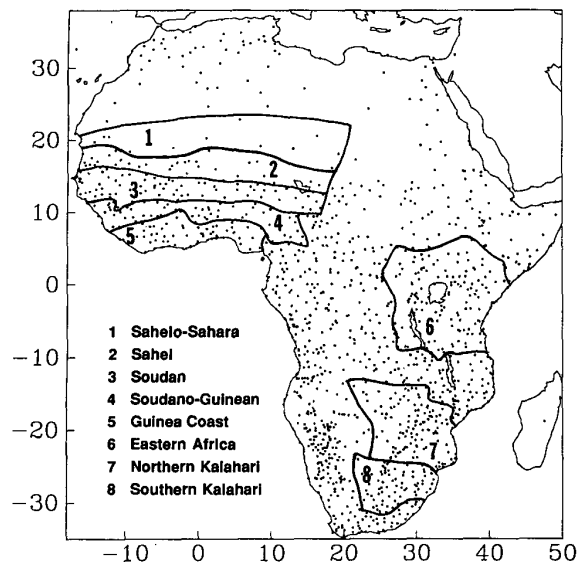 30
20
10
0
−10
−20
−30
1
2
3
4
5
6
7
8
1 Sahelo-Sahara
2 Sahel
3 Soudan
4 Soudano-Guinean
5 Guinea Coast
6 Eastern Africa
7 Northern Kalahari
8 Southern Kalahari
−10 0 10 20 30 40 50